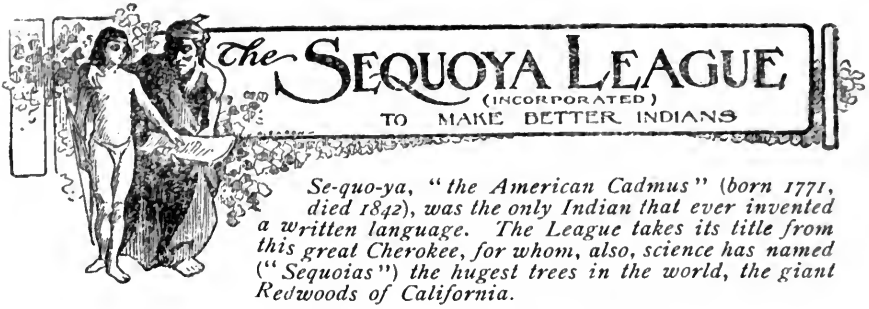 The SEQUOYA LEAGUE
(INCORPORATED)
TO MAKE BETTER INDIANS
Se-quo-ya, "the American Cadmus" (born 1771,
died 1842), was the only Indian that ever invented
a written language. The League takes its title from
this great Cherokee, for whom, also, science has named
("Sequoias") the hugest trees in the world, the giant
Redwoods of California.